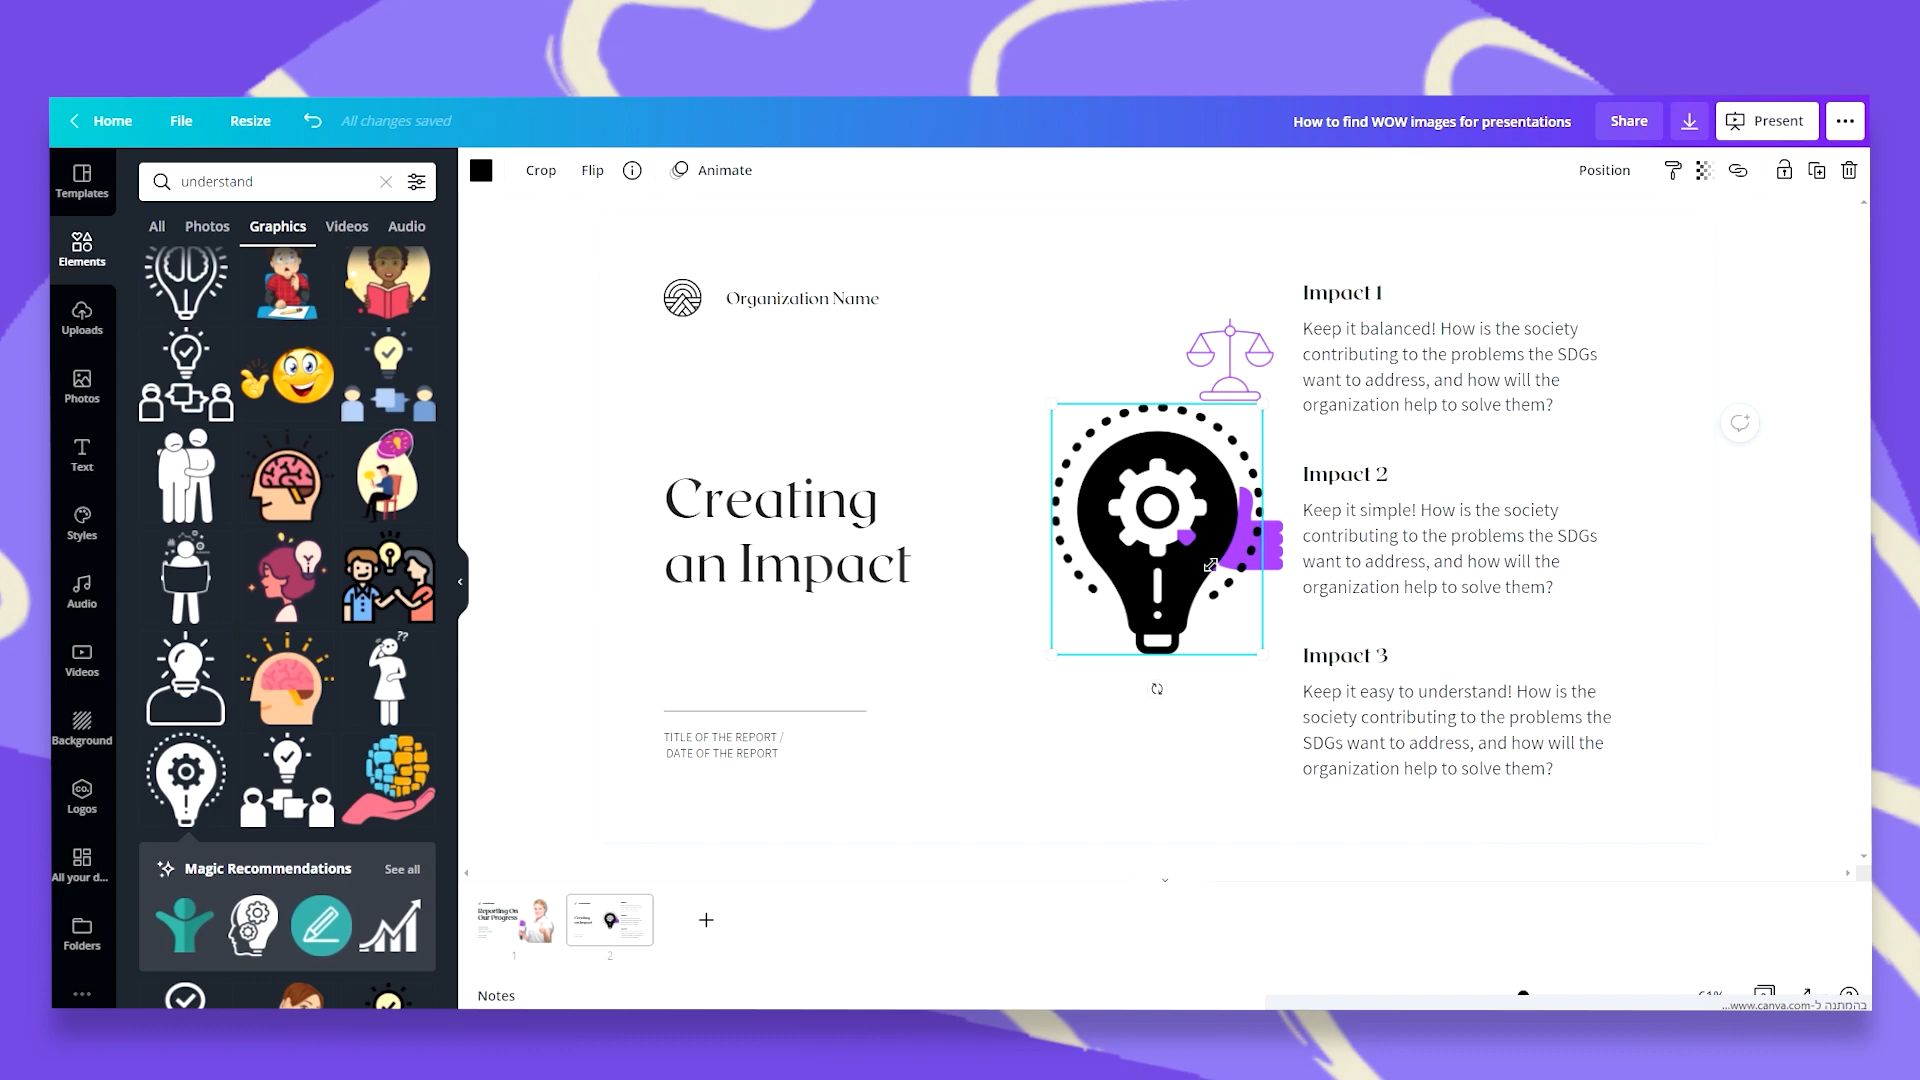 Home File Resize All changes saved How to find WOW images for presentations Share Present
understand Crop Flip Animate Position
Templates
All Photos Graphics Videos Audio
Elements
Uploads
Photos
Text
Styles
Audio
Videos
Background
Logos
CO.
All your d...
Folders
??
Magic Recommendations See all
Organization Name
Creating
an Impact
TITLE OF THE REPORT /
DATE OF THE REPORT
Impact 1
Keep it balanced! How is the society
contributing to the problems the SDGs
want to address, and how will the
organization help to solve them?
Impact 2
Keep it simple! How is the society
contributing to the problems the SDGs
want to address, and how will the
organization help to solve them?
Impact 3
Keep it easy to understand! How is the
society contributing to the problems the
SDGs want to address, and how will the
organization help to solve them?
Reporting On
Our Progress
1
2
Notes
61%
בהמתנה ל-www.canva.com...